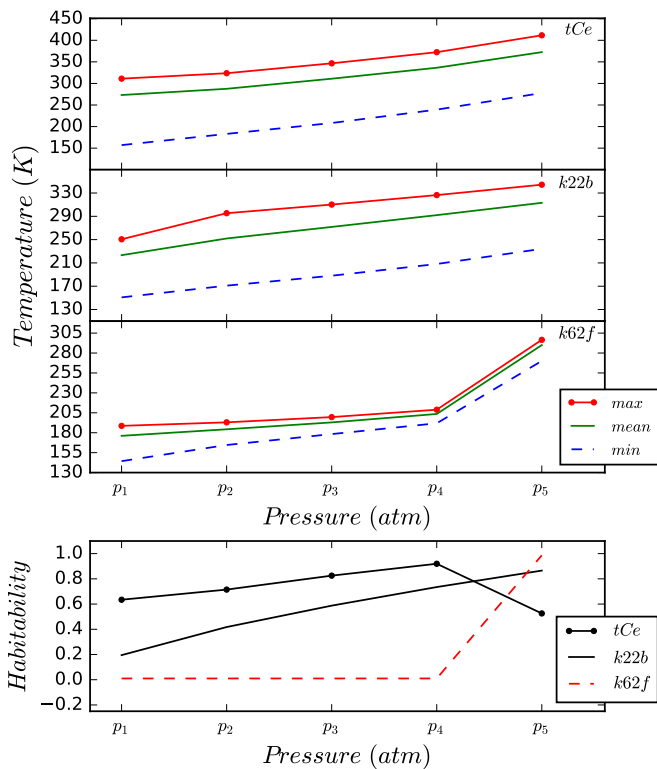 450
400
350
300
250
200
150
tCe
330
290
250
210
170
130
k22b
305
280
255
230
205
180
155
130
k62f
Temperature (K)
max
mean
min
p1 p2 p3 p4 p5
Pressure (atm)
1.0
0.8
0.6
0.4
0.2
0.0
−0.2
Habitability
tCe
k22b
k62f
p1 p2 p3 p4 p5
Pressure (atm)